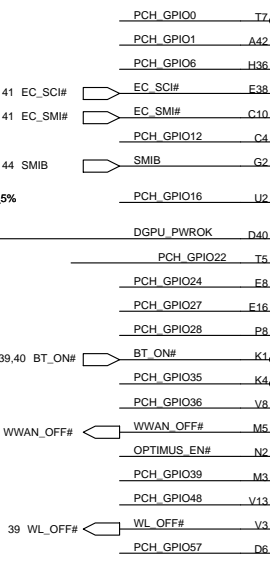 PCH_GPIO0 T7
PCH_GPIO1 A42
PCH_GPIO6 H36
41 EC_SCI# EC_SCI# E38
41 EC_SMI# EC_SMI# C10
PCH_GPIO12 C4
44 SMIB SMIB G2
5% PCH_GPIO16 U2
DGPU_PWROK D40
PCH_GPIO22 T5
PCH_GPIO24 E8
PCH_GPIO27 E16
PCH_GPIO28 P8
39,40 BT_ON# BT_ON# K1
PCH_GPIO35 K4
PCH_GPIO36 V8
WWAN_OFF# WWAN_OFF# M5
OPTIMUS_EN# N2
PCH_GPIO39 M3
PCH_GPIO48 V13
39 WL_OFF# WL_OFF# V3
PCH_GPIO57 D6